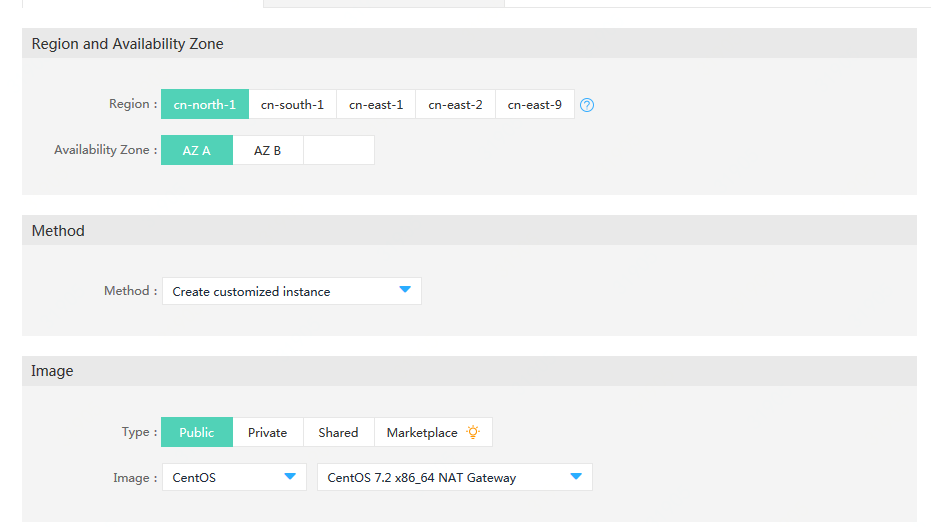 Region and Availability Zone
Region : cn-north-1 cn-south-1 cn-east-1 cn-east-2 cn-east-9
Availability Zone : AZ A AZ B
Method
Method : Create customized instance
Image
Type : Public Private Shared Marketplace
Image : CentOS CentOS 7.2 x86_64 NAT Gateway